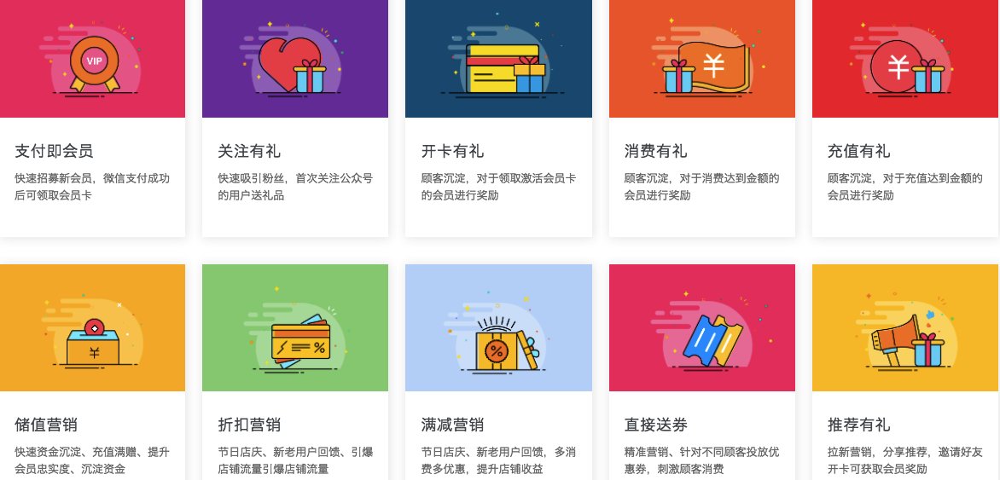 VIP
¥
¥
支付即会员
关注有礼
开卡有礼
消费有礼
充值有礼
快速招募新会员，微信支付成功
后可领取会员卡
快速吸引粉丝，首次关注公众号
的用户送礼品
顾客沉淀，对于领取激活会员卡
的会员进行奖励
顾客沉淀，对于消费达到金额的
会员进行奖励
顾客沉淀，对于充值达到金额的
会员进行奖励
¥
%
%
储值营销
折扣营销
满减营销
直接送券
推荐有礼
快速资金沉淀、充值满赠、提升
会员忠实度、沉淀资金
节日店庆、新老用户回馈、引爆
店铺流量引爆店铺流量
节日店庆、新老用户回馈，多消
费多优惠，提升店铺收益
精准营销、针对不同顾客投放优
惠券，刺激顾客消费
拉新营销，分享推荐，邀请好友
开卡可获取会员奖励